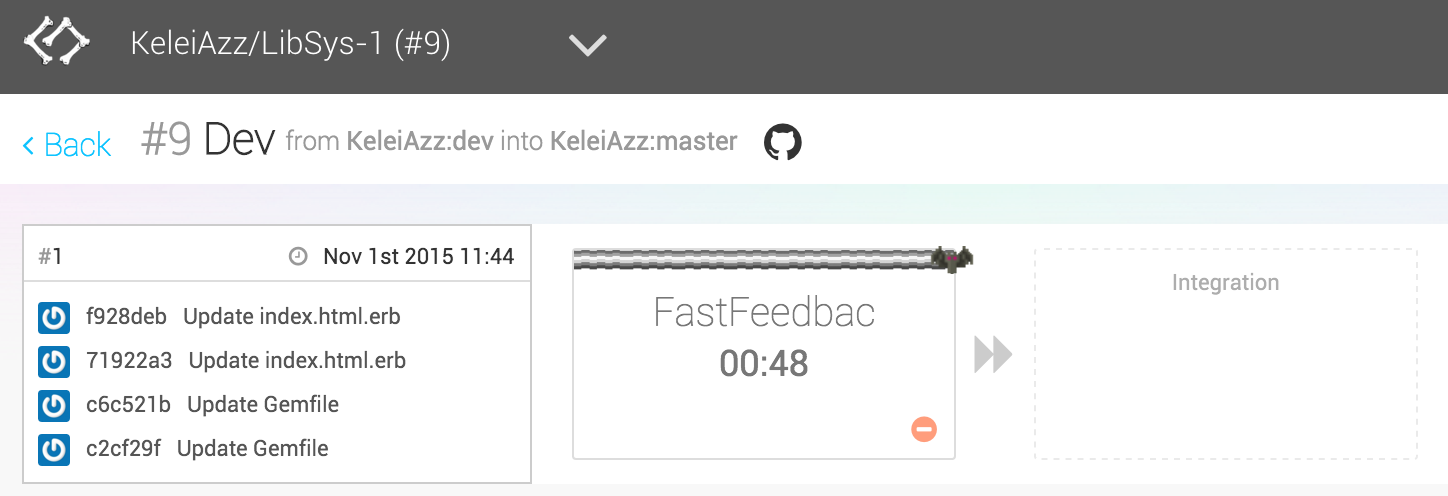 KeleiAzz/LibSys-1 (#9)
Back #9 Dev from KeleiAzz:dev into KeleiAzz:master
#1 Nov 1st 2015 11:44
f928deb Update index.html.erb
71922a3 Update index.html.erb
c6c521b Update Gemfile
c2cf29f Update Gemfile
FastFeedbac
00:48
Integration